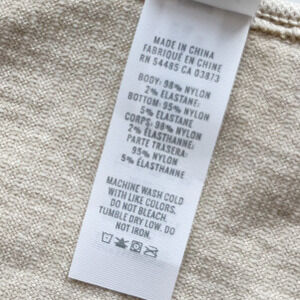 MADE IN CHINA
FABRIQUÉ EN CHINE
RN 54485 CA 03873
BODY: 98% NYLON
2% ELASTANE:
BOTTOM: 95% NYLON
5% ELASTANE
CORPS: 98% NYLON
2% ÉLASTHANNE:
PARTE TRASERA:
95% NYLON
5% ÉLASTHANNE
MACHINE WASH COLD
WITH LIKE COLORS.
DO NOT BLEACH.
TUMBLE DRY LOW. DO
NOT IRON.